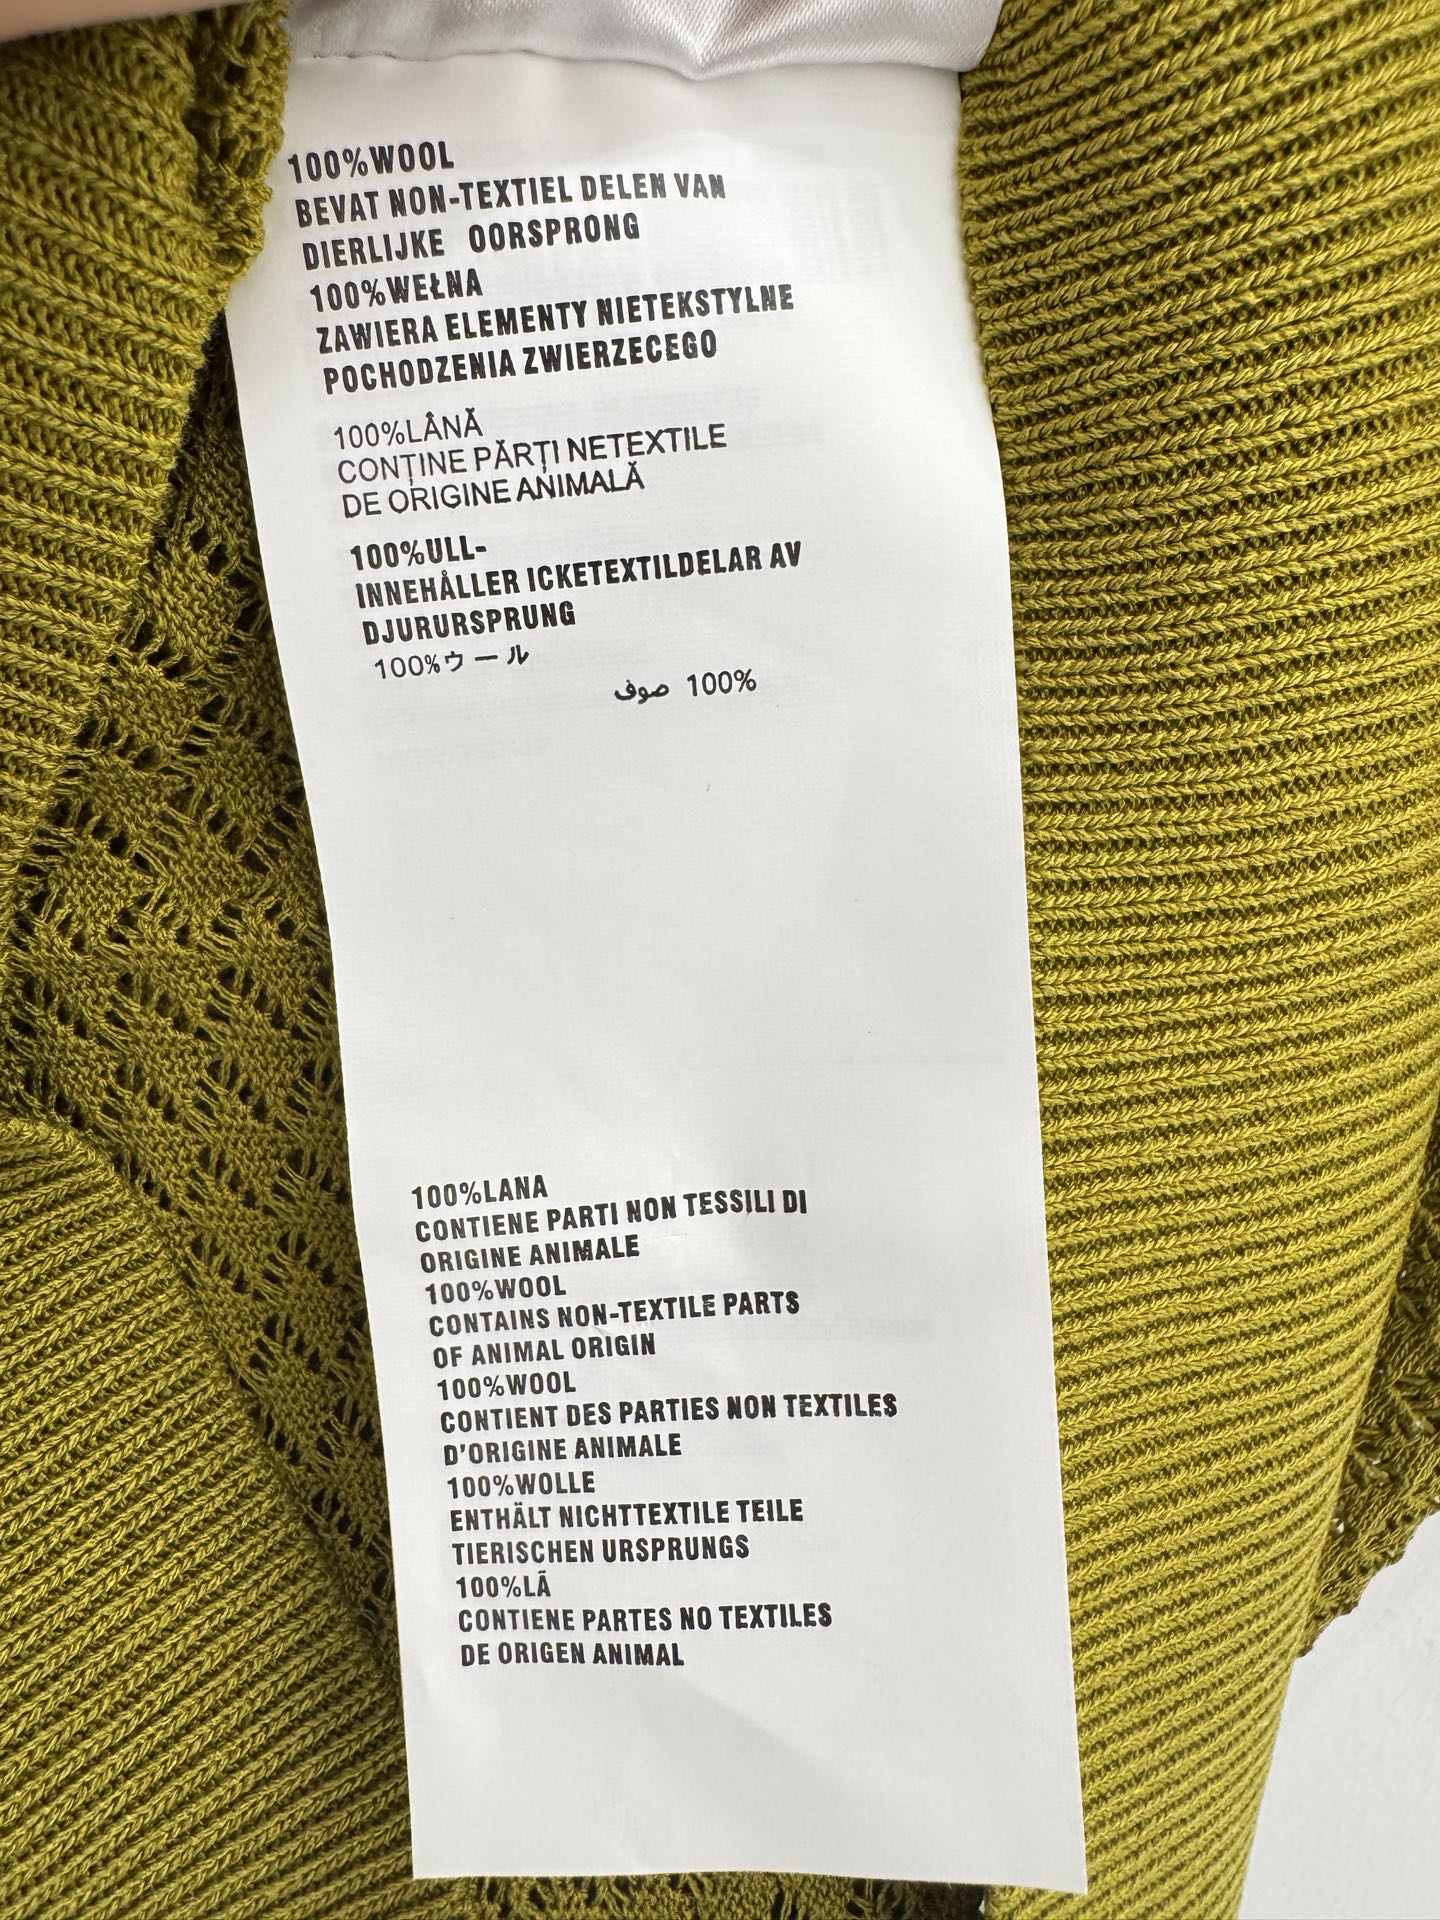 100%WOOL
BEVAT NON-TEXTIEL DELEN VAN
DIERLIJKE OORSPRONG
100%WEŁNA
ZAWIERA ELEMENTY NIETEKSTYLNE
POCHODZENIA ZWIERZECEGO
100%LÂNĂ
CONȚINE PĂRȚI NETEXTILE
DE ORIGINE ANIMALĂ
100%ULL-
INNEHÅLLER ICKETEXTILDELAR AV
DJURURSPRUNG
100%ウール
صوف 100%
100%LANA
CONTIENE PARTI NON TESSILI DI
ORIGINE ANIMALE
100%WOOL
CONTAINS NON-TEXTILE PARTS
OF ANIMAL ORIGIN
100%WOOL
CONTIENT DES PARTIES NON TEXTILES
D'ORIGINE ANIMALE
100%WOLLE
ENTHÄLT NICHTTEXTILE TEILE
TIERISCHEN URSPRUNGS
100%LÃ
CONTIENE PARTES NO TEXTILES
DE ORIGEN ANIMAL